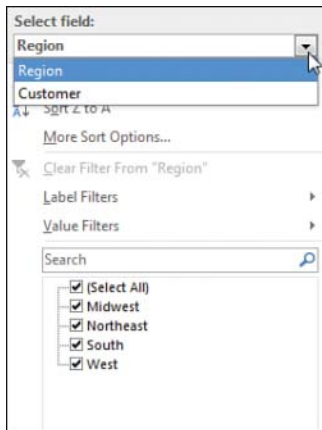 Select field:
Region
Region
Customer
Sort Z to A
More Sort Options...
Clear Filter From "Region"
Label Filters
Value Filters
Search
(Select All)
Midwest
Northeast
South
West